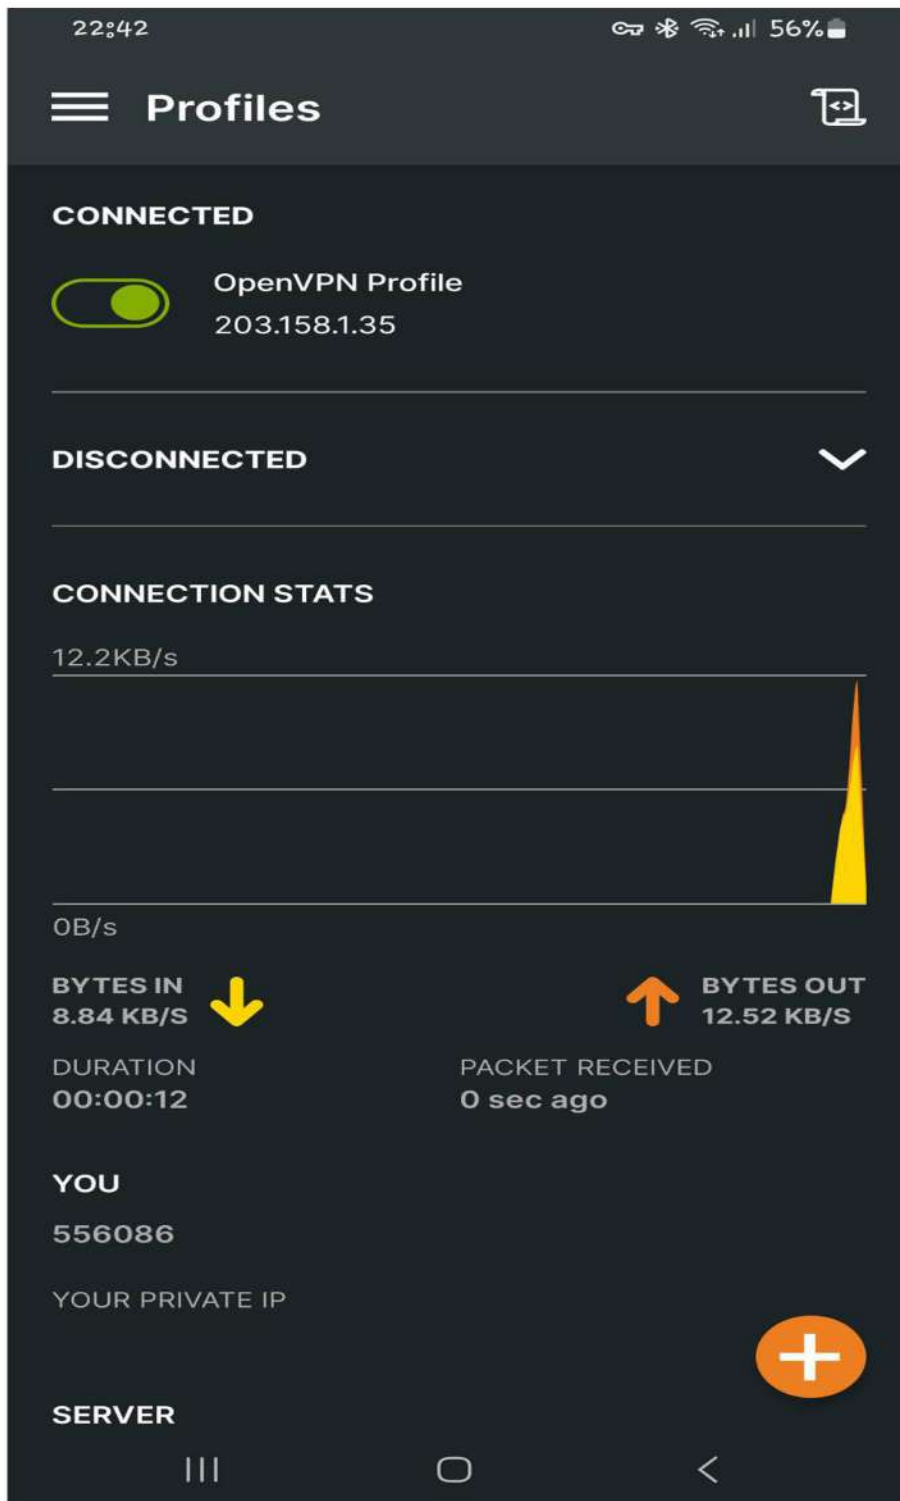 22:42 56%
Profiles
CONNECTED
OpenVPN Profile
203.158.1.35
DISCONNECTED
CONNECTION STATS
12.2KB/s
0B/s
BYTES IN
8.84 KB/S
BYTES OUT
12.52 KB/S
DURATION
00:00:12
PACKET RECEIVED
0 sec ago
YOU
556086
YOUR PRIVATE IP
SERVER